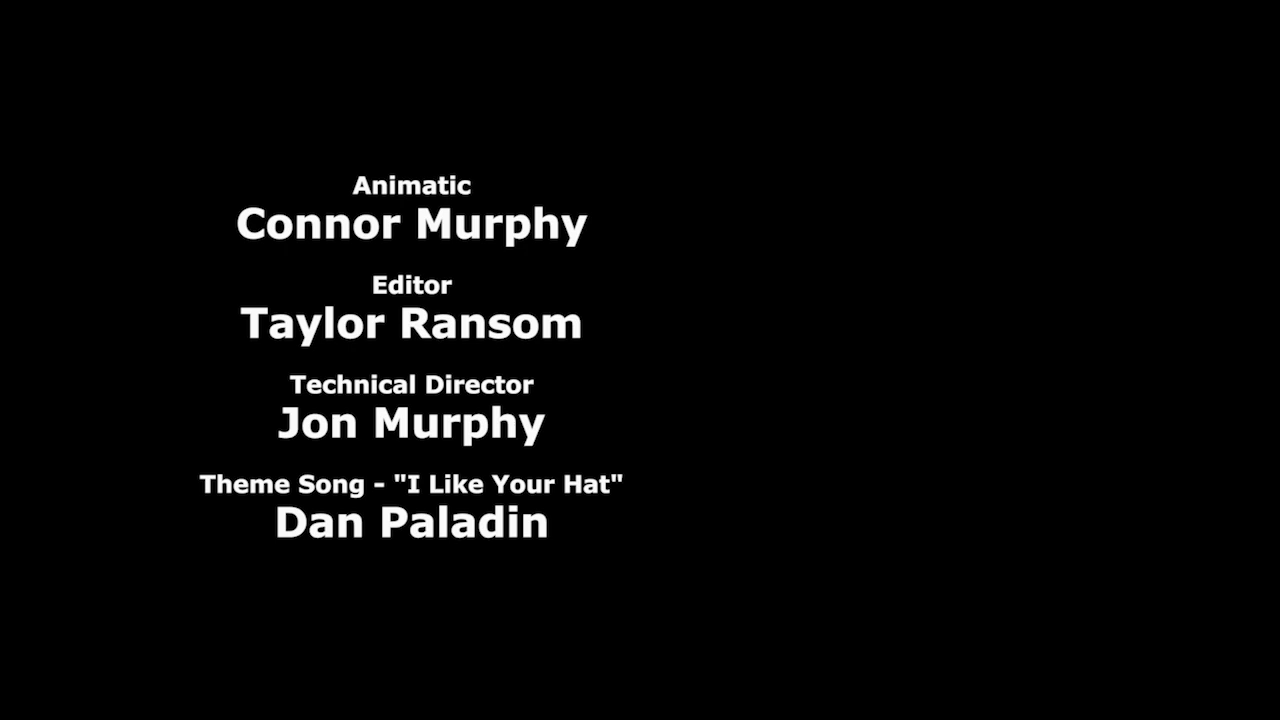 Animatic
Connor Murphy
Editor
Taylor Ransom
Technical Director
Jon Murphy
Theme Song - "I Like Your Hat"
Dan Paladin